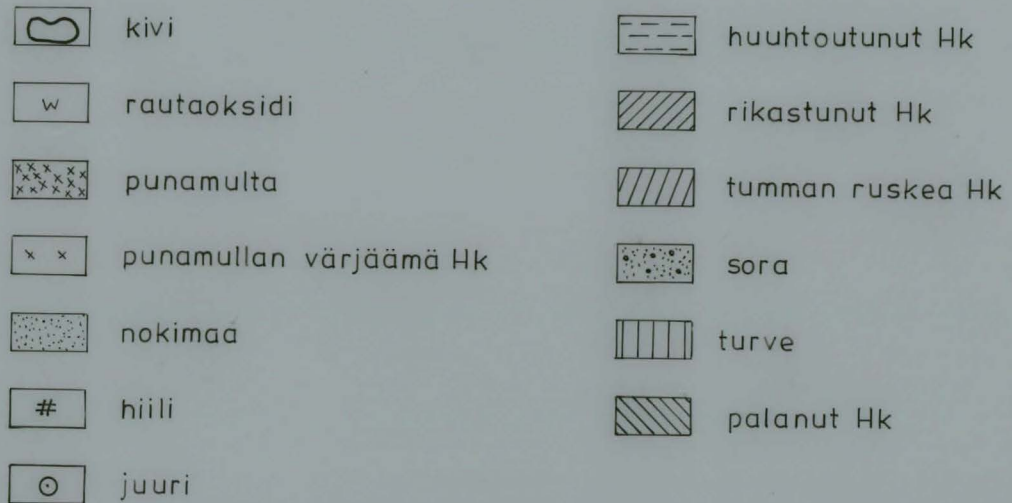 kivi
rautaoksidi
punamulta
punamullan värjäämä Hk
nokimaa
hiili
juuri
huuhtoutunut Hk
rikastunut Hk
tumman ruskea Hk
sora
turve
palanut Hk